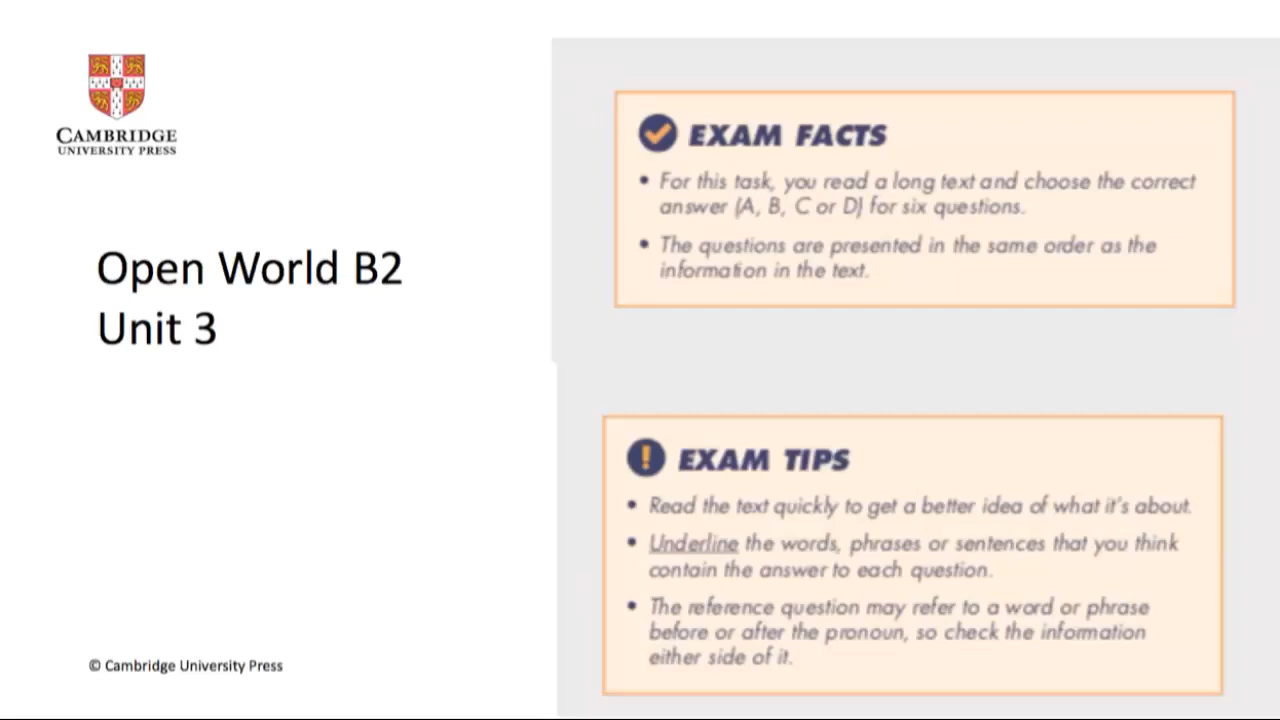 CAMBRIDGE
UNIVERSITY PRESS
Open World B2
Unit 3
© Cambridge University Press
EXAM FACTS
• For this task, you read a long text and choose the correct
answer (A, B, C or D) for six questions.
• The questions are presented in the same order as the
information in the text.
! EXAM TIPS
• Read the text quickly to get a better idea of what it's about.
• Underline the words, phrases or sentences that you think
contain the answer to each question.
• The reference question may refer to a word or phrase
before or after the pronoun, so check the information
either side of it.